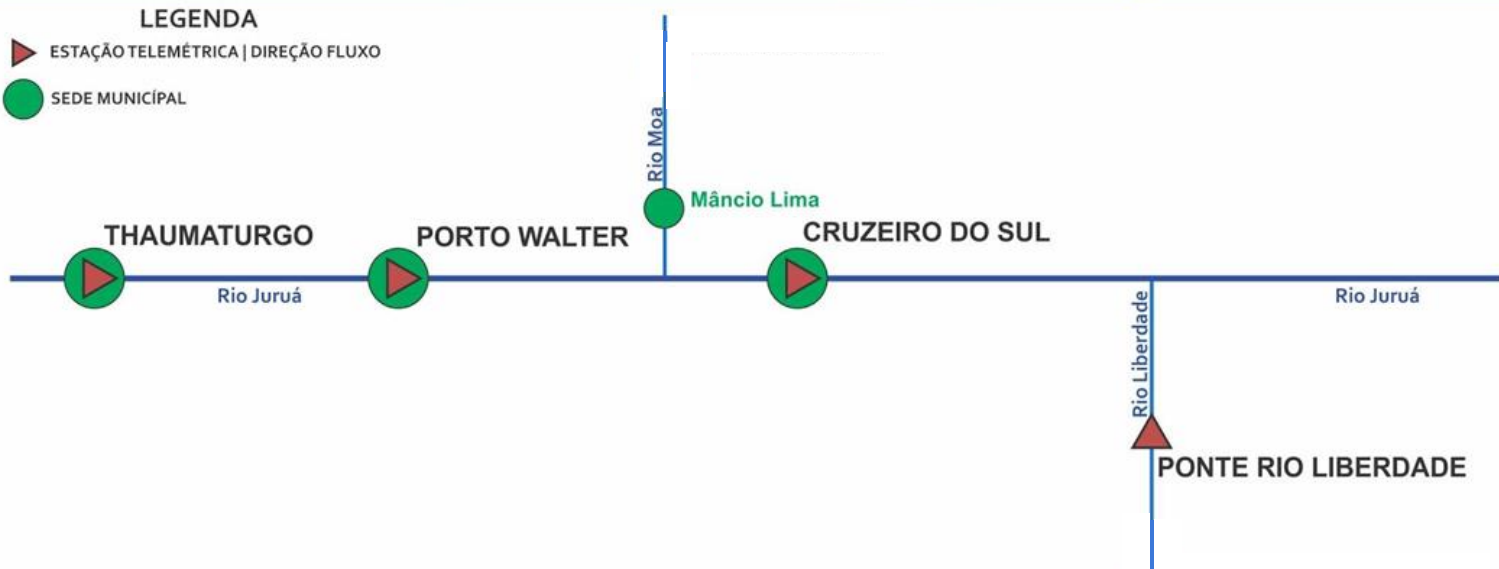 LEGENDA
ESTAÇÃO TELEMÉTRICA | DIREÇÃO FLUXO
SEDE MUNICÍPAL
Rio Moa
Mâncio Lima
THAUMATURGO
PORTO WALTER
CRUZEIRO DO SUL
Rio Juruá
Rio Juruá
Rio Liberdade
PONTE RIO LIBERDADE